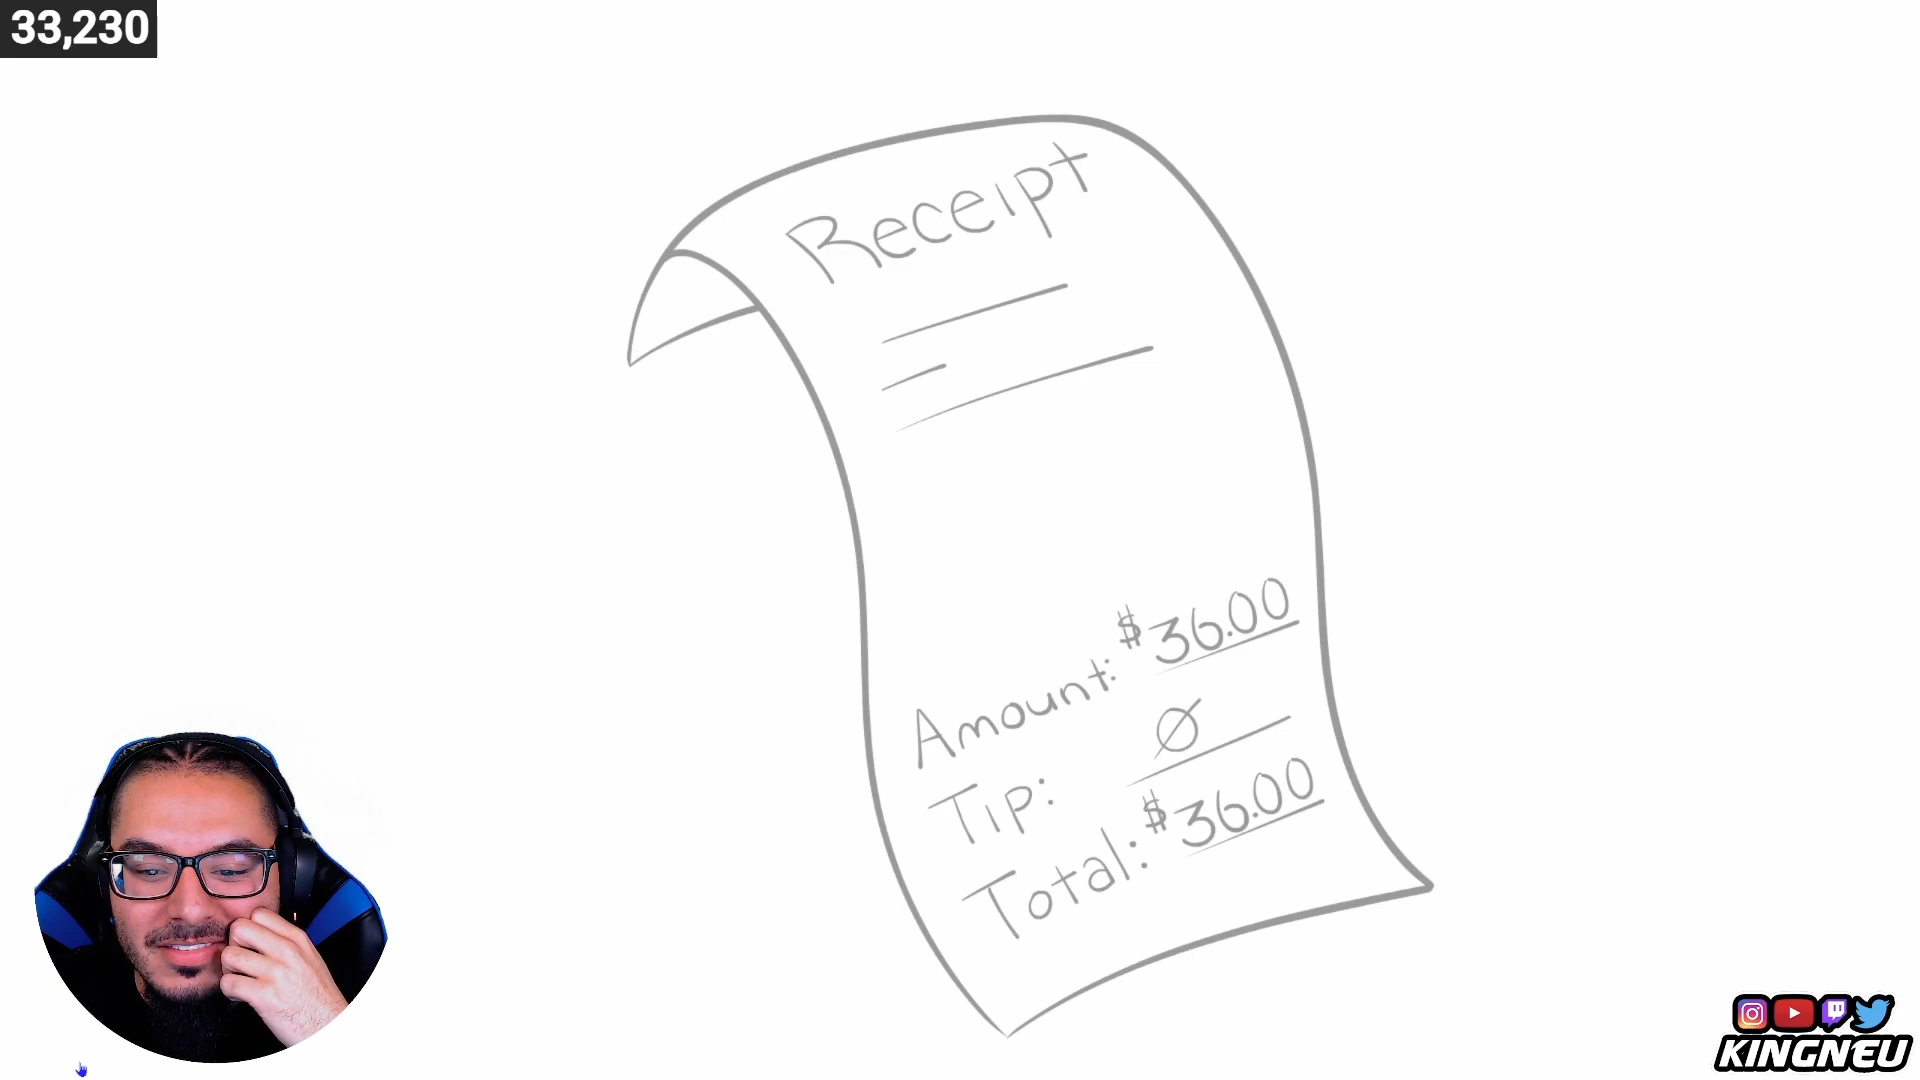 33,230
Receipt
Amount: $36.00
Tip: Ø
Total: $36.00
KINGNEU